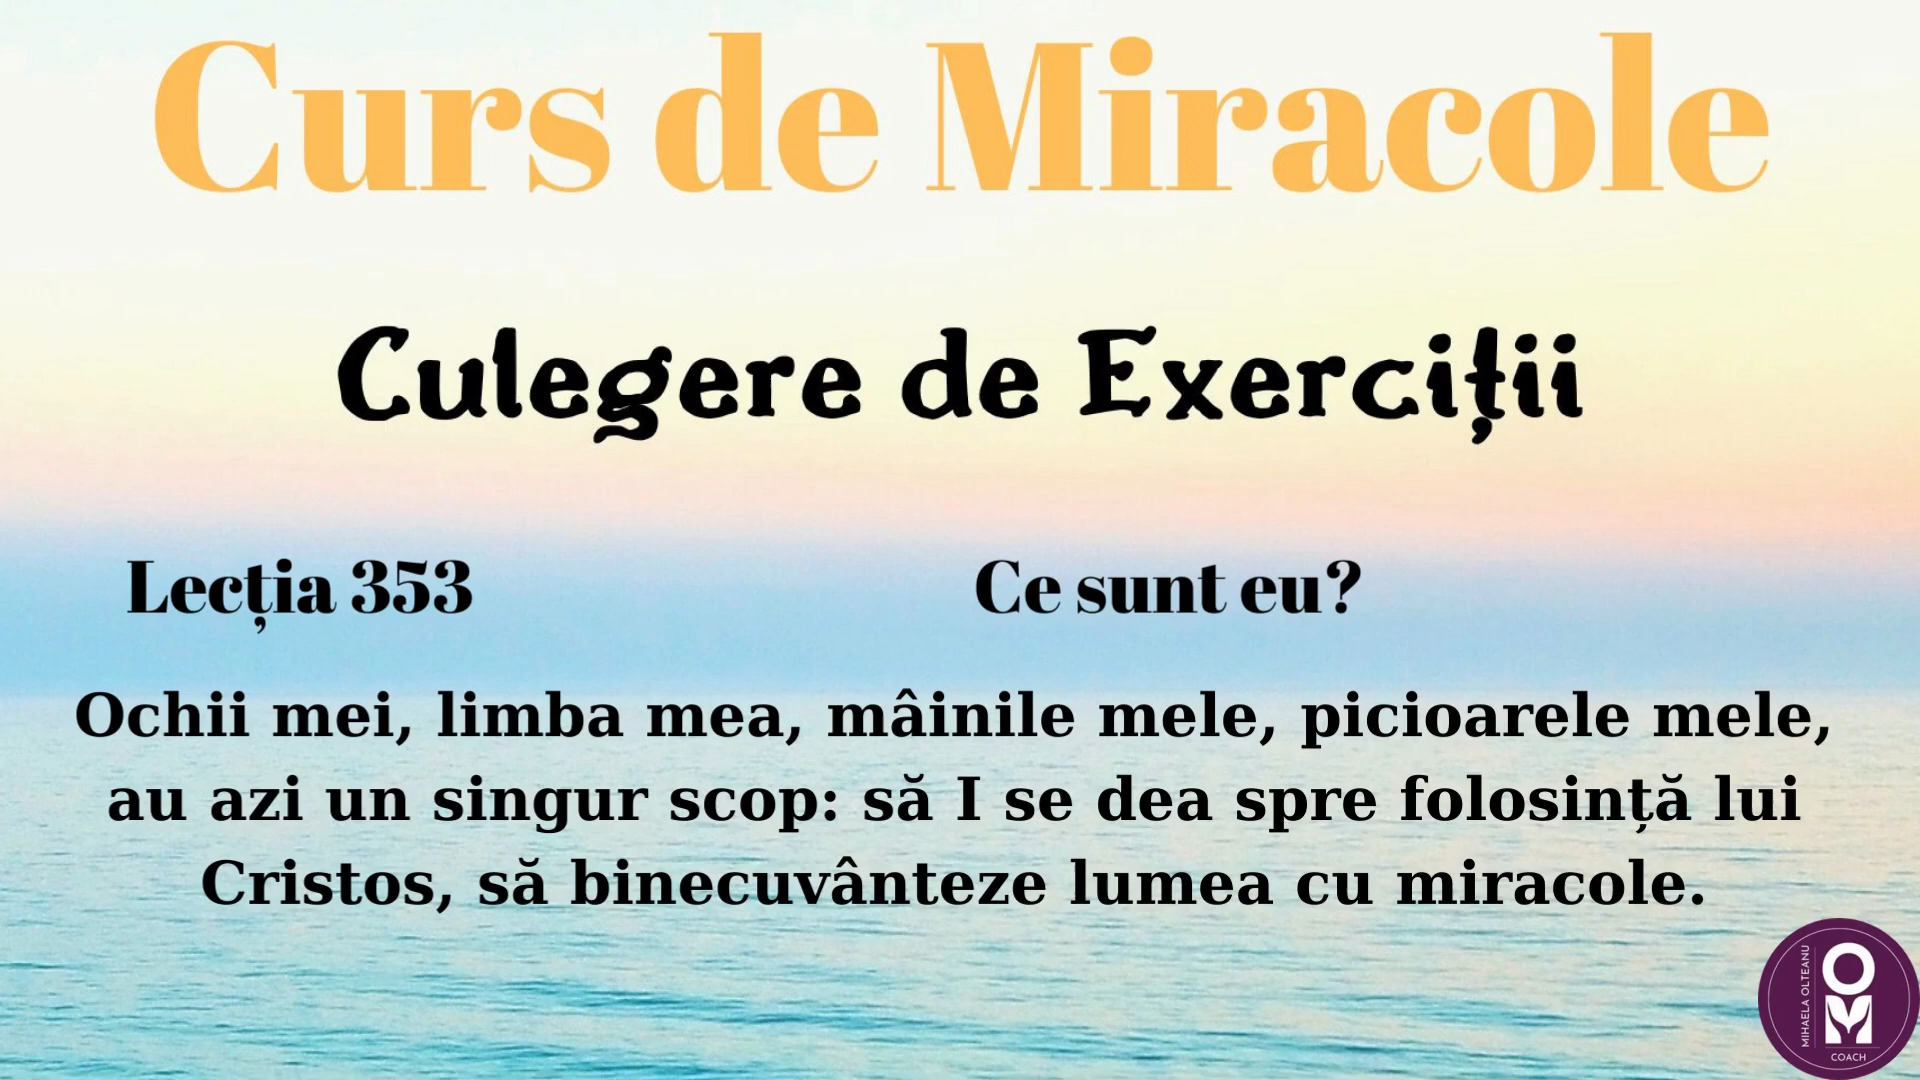 Curs de Miracole
Culegere de Exerciții
Lecția 353
Ce sunt eu?
Ochii mei, limba mea, mâinile mele, picioarele mele,
au azi un singur scop: să I se dea spre folosință lui
Cristos, să binecuvânteze lumea cu miracole.
MIHAELA OLTEANU
OM
COACH